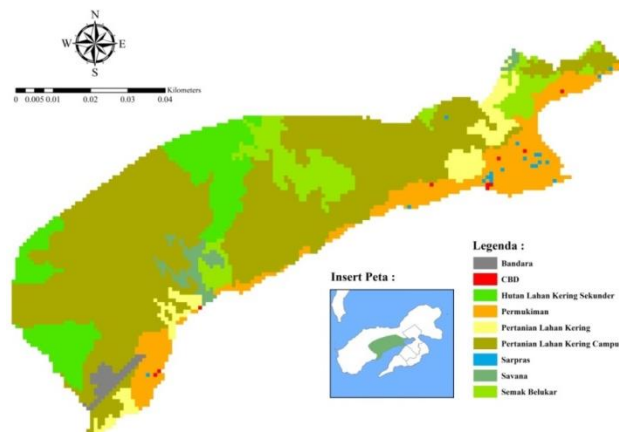 N
W E
S
0 0.005 0.01 0.02 0.03 0.04
Kilometers
Legenda :
Bandara
CBD
Hutan Lahan Kering Sekunder
Permukiman
Pertanian Lahan Kering
Pertanian Lahan Kering Campu
Sarpras
Savana
Semak Belukar
Insert Peta :